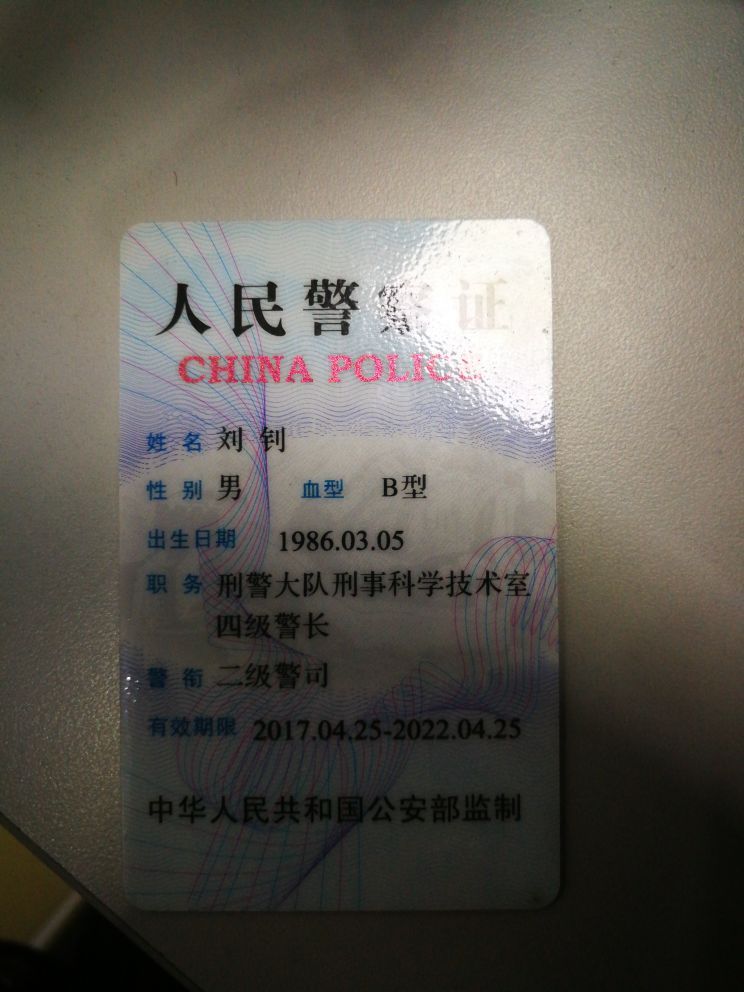 人民警察证
CHINA POLICE
姓名 刘钊
性别 男 血型 B型
出生日期 1986.03.05
职务 刑警大队刑事科学技术室
四级警长
警衔 二级警司
有效期限 2017.04.25-2022.04.25
中华人民共和国公安部监制